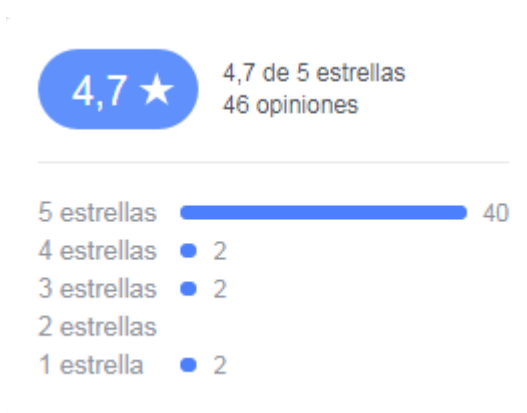 4,7 ★
4,7 de 5 estrellas
46 opiniones
5 estrellas 40
4 estrellas 2
3 estrellas 2
2 estrellas
1 estrella 2